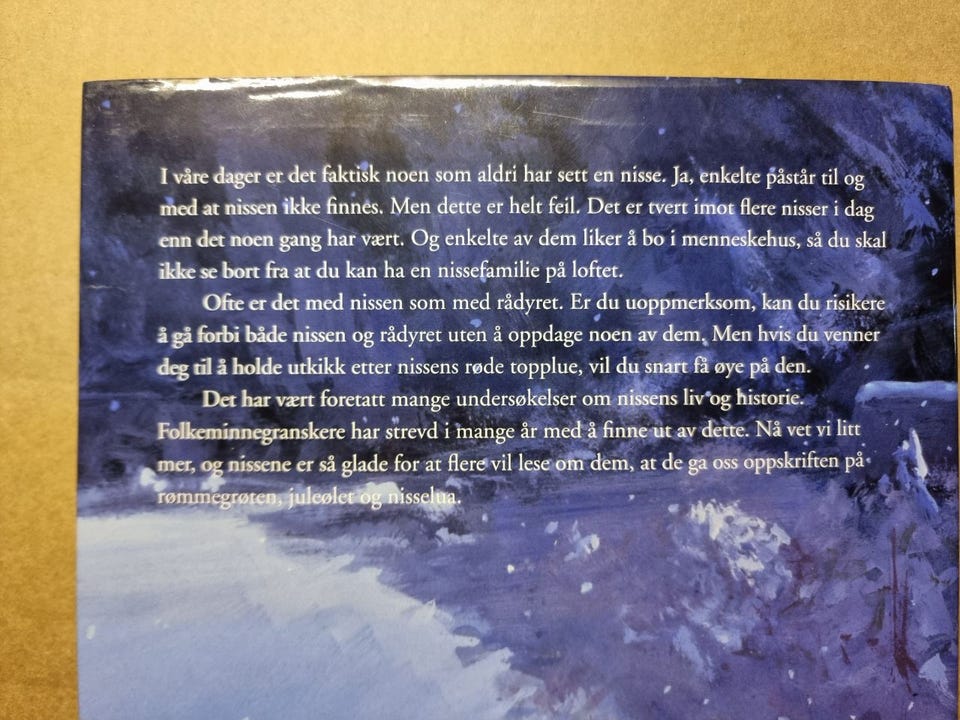 I våre dager er det faktisk noen som aldri har sett en nisse. Ja, enkelte påstår til og
med at nissen ikke finnes. Men dette er helt feil. Det er tvert imot flere nisser i dag
enn det noen gang har vært. Og enkelte av dem liker å bo i menneskehus, så du skal
ikke se bort fra at du kan ha en nissefamilie på loftet.
Ofte er det med nissen som med rådyret. Er du uoppmerksom, kan du risikere
å gå forbi både nissen og rådyret uten å oppdage noen av dem. Men hvis du venner
deg til å holde utkikk etter nissens røde topplue, vil du snart få øye på den.
Det har vært foretatt mange undersøkelser om nissens liv og historie.
Folkeminnegranskere har strevd i mange år med å finne ut av dette. Nå vet vi litt
mer, og nissene er så glade for at flere vil lese om dem, at de ga oss oppskriften på
rømmegrøten, juleølet og nisselua.